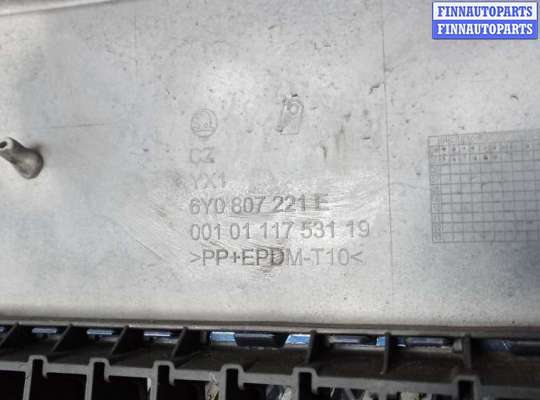 FINNAUTOPARTS
FINNAUTOPARTS
CZ
YX1
6Y0 807 221 E
001 01 117 531 19
>PP+EPDM-T10<